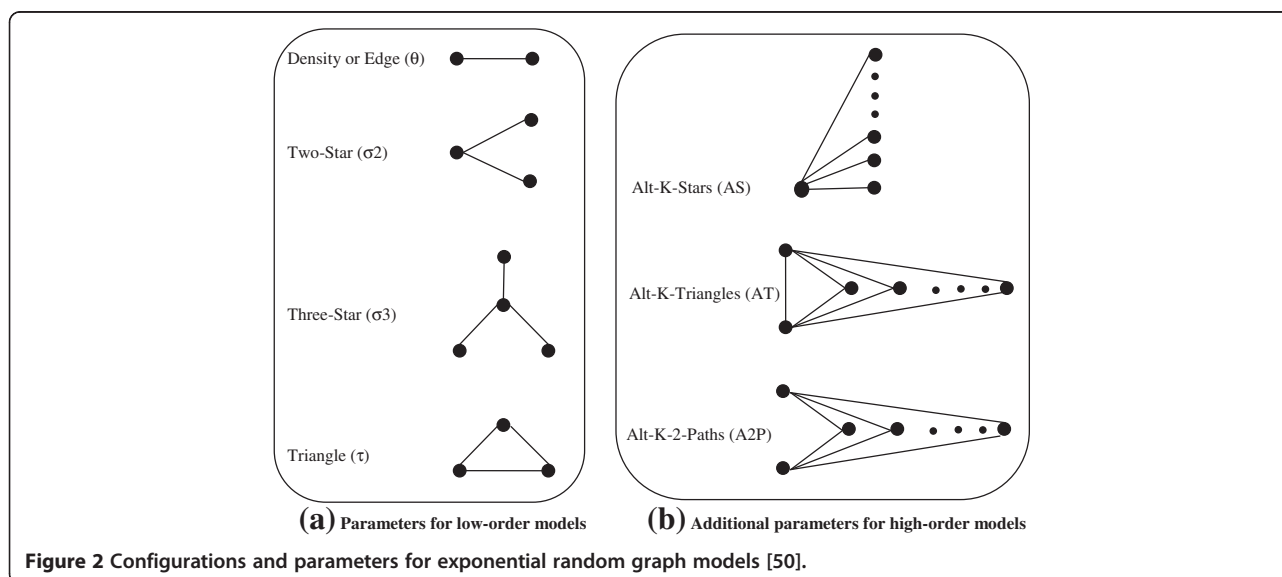 Density or Edge (θ)
Two-Star (σ2)
Three-Star (σ3)
Triangle (τ)
(a) Parameters for low-order models
Alt-K-Stars (AS)
Alt-K-Triangles (AT)
Alt-K-2-Paths (A2P)
(b) Additional parameters for high-order models
Figure 2 Configurations and parameters for exponential random graph models [50].